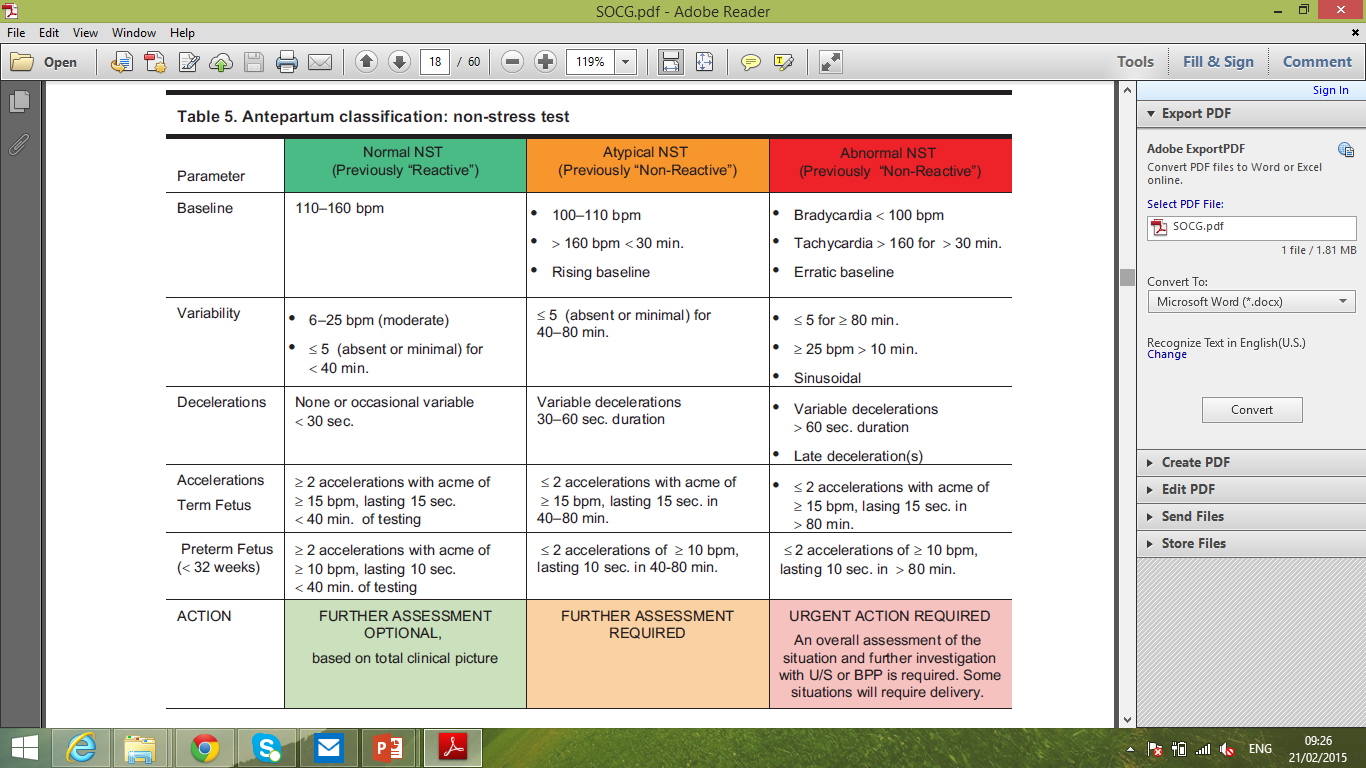 SOCG.pdf - Adobe Reader
File Edit View Window Help
Open 18 / 60 119% Tools Fill & Sign Comment
Sign In
Table 5. Antepartum classification: non-stress test
Parameter
Normal NST
(Previously “Reactive”)
Atypical NST
(Previously “Non-Reactive”)
Abnormal NST
(Previously “Non-Reactive”)
Baseline
110–160 bpm
• 100–110 bpm
• > 160 bpm < 30 min.
• Rising baseline
• Bradycardia < 100 bpm
• Tachycardia > 160 for > 30 min.
• Erratic baseline
Variability
• 6–25 bpm (moderate)
• ≤ 5 (absent or minimal) for
< 40 min.
≤ 5 (absent or minimal) for
40–80 min.
• ≤ 5 for ≥ 80 min.
• ≥ 25 bpm > 10 min.
• Sinusoidal
Decelerations
None or occasional variable
< 30 sec.
Variable decelerations
30–60 sec. duration
• Variable decelerations
> 60 sec. duration
• Late deceleration(s)
Accelerations
Term Fetus
≥ 2 accelerations with acme of
≥ 15 bpm, lasting 15 sec.
< 40 min. of testing
≤ 2 accelerations with acme of
≥ 15 bpm, lasting 15 sec. in
40–80 min.
• ≤ 2 accelerations with acme of
≥ 15 bpm, lasing 15 sec. in
> 80 min.
Preterm Fetus
(< 32 weeks)
≥ 2 accelerations with acme of
≥ 10 bpm, lasting 10 sec.
< 40 min. of testing
≤ 2 accelerations of ≥ 10 bpm,
lasting 10 sec. in 40-80 min.
≤ 2 accelerations of ≥ 10 bpm,
lasting 10 sec. in > 80 min.
ACTION
FURTHER ASSESSMENT
OPTIONAL,
based on total clinical picture
FURTHER ASSESSMENT
REQUIRED
URGENT ACTION REQUIRED
An overall assessment of the
situation and further investigation
with U/S or BPP is required. Some
situations will require delivery.
Export PDF
Adobe ExportPDF
Convert PDF files to Word or Excel
online.
Select PDF File:
SOCG.pdf
1 file / 1.81 MB
Convert To:
Microsoft Word (*.docx)
Recognize Text in English(U.S.)
Change
Convert
Create PDF
Edit PDF
Send Files
Store Files
ENG
09:26
21/02/2015